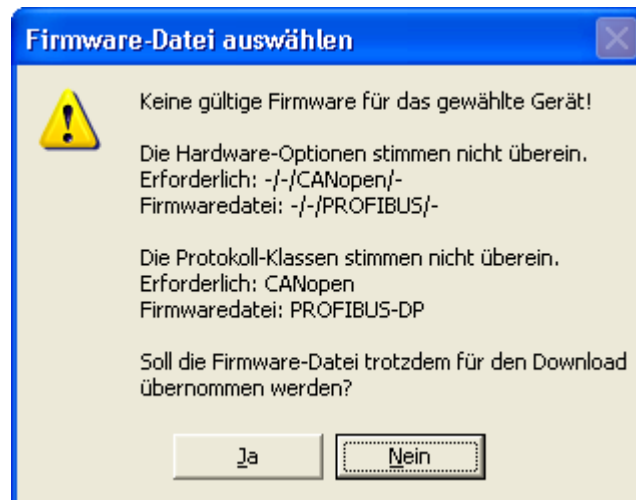 Firmware-Datei auswählen
Keine gültige Firmware für das gewählte Gerät!
Die Hardware-Optionen stimmen nicht überein.
Erforderlich: -/-/CANopen/-
Firmwaredatei: -/-/PROFIBUS/-
Die Protokoll-Klassen stimmen nicht überein.
Erforderlich: CANopen
Firmwaredatei: PROFIBUS-DP
Soll die Firmware-Datei trotzdem für den Download
übernommen werden?
Ja
Nein